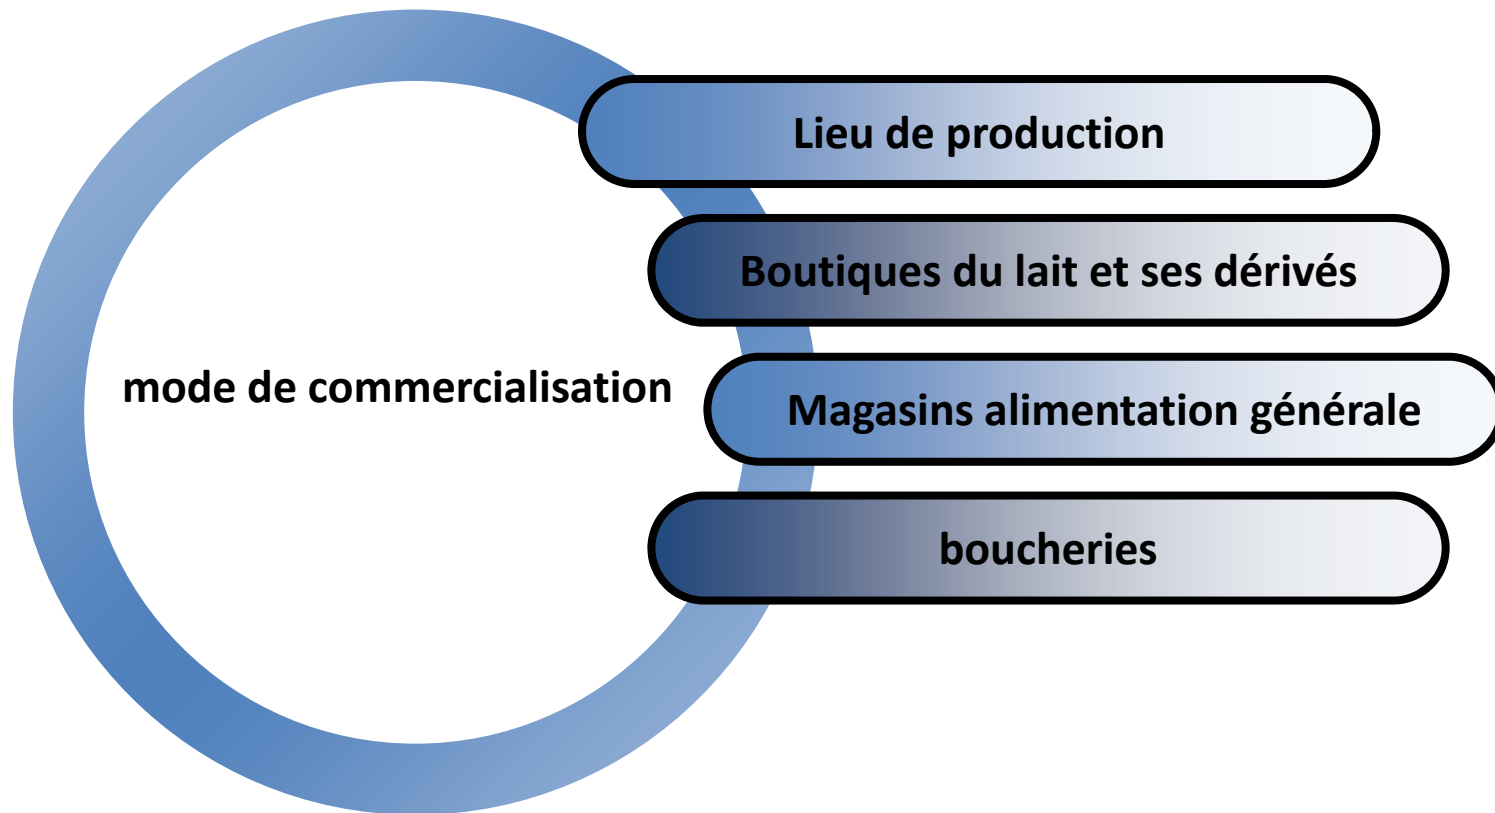 Lieu de production
Boutiques du lait et ses dérivés
mode de commercialisation
Magasins alimentation générale
boucheries